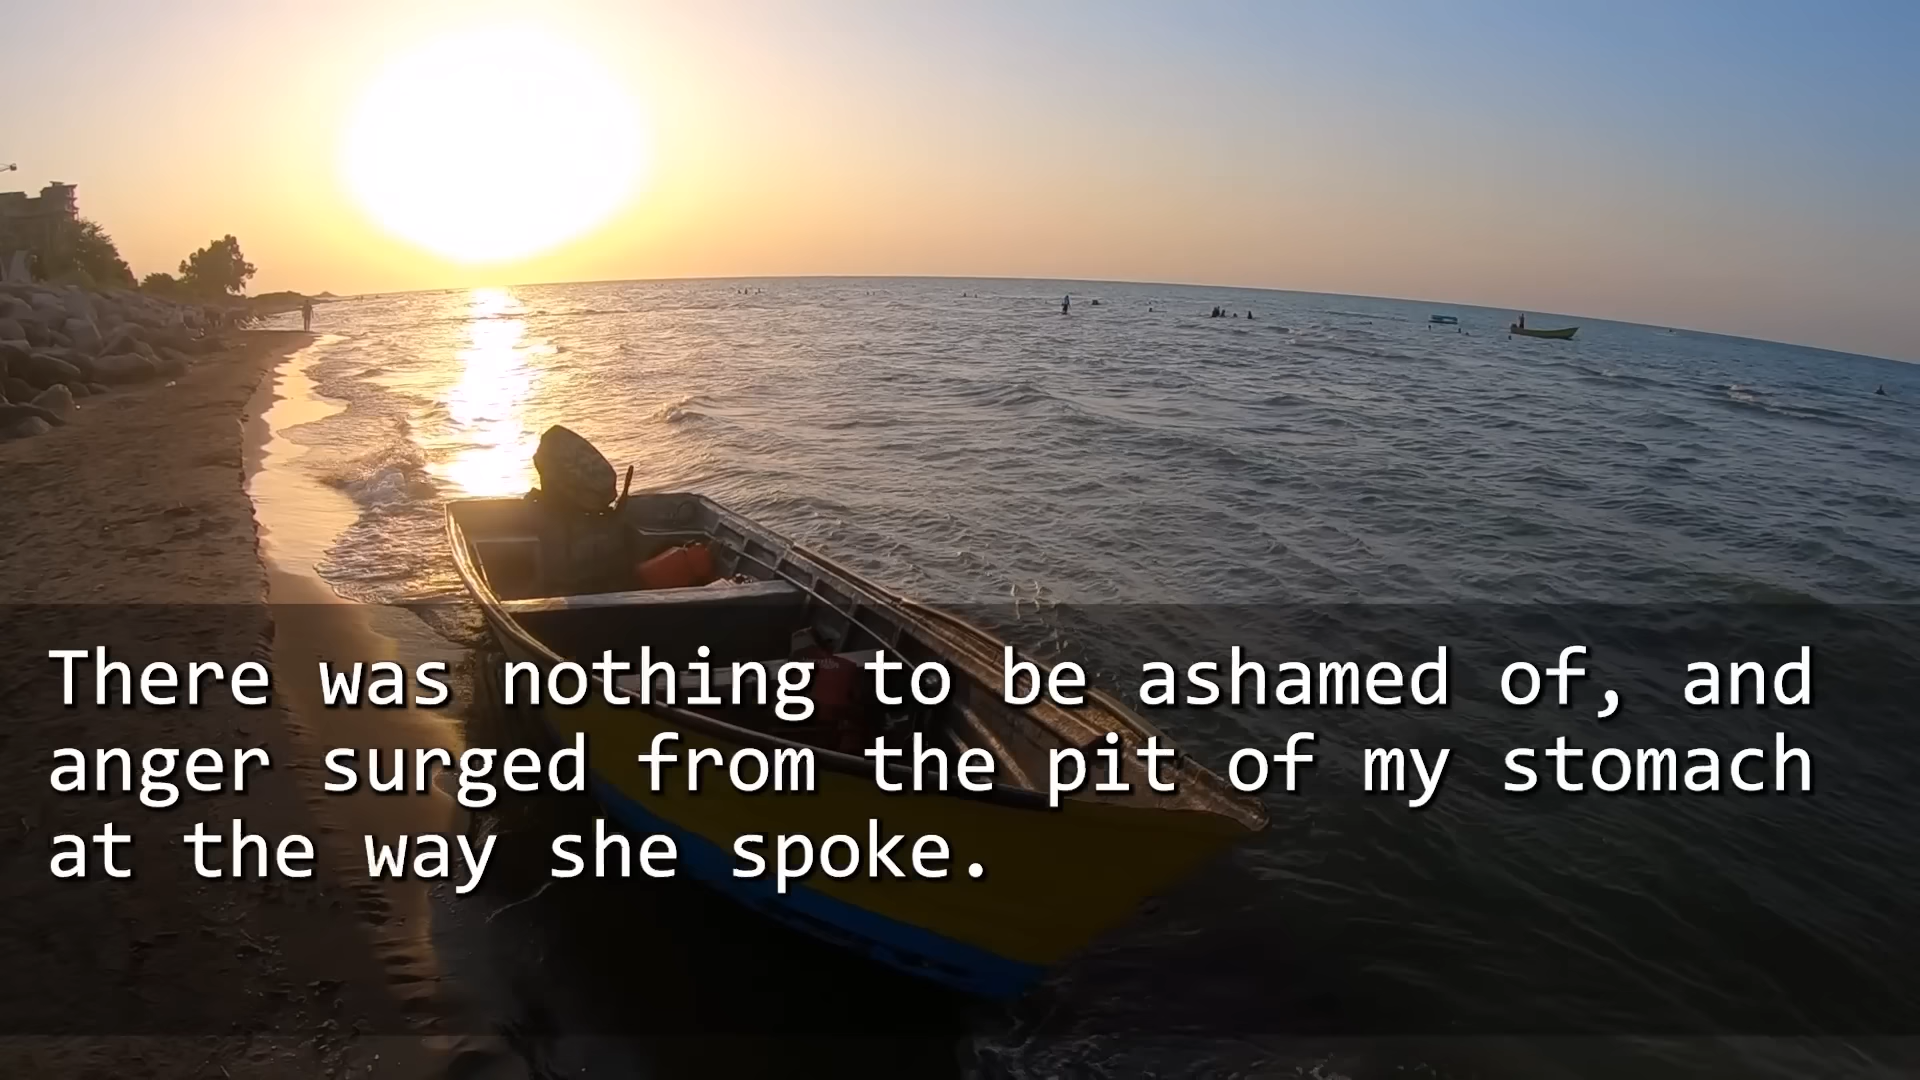 There was nothing to be ashamed of, and
anger surged from the pit of my stomach
at the way she spoke.